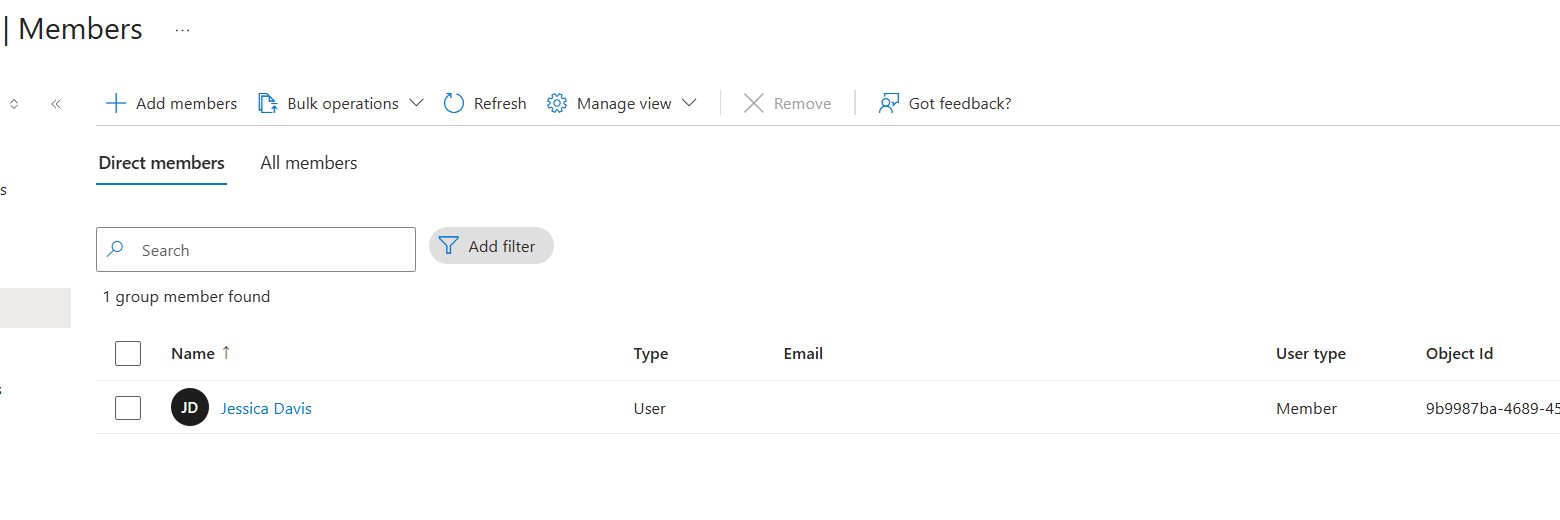 | Members ...
Add members Bulk operations Refresh Manage view Remove Got feedback?
Direct members All members
s
Search Add filter
1 group member found
Name ↑ Type Email User type Object Id
JD Jessica Davis User Member 9b9987ba-4689-45
s